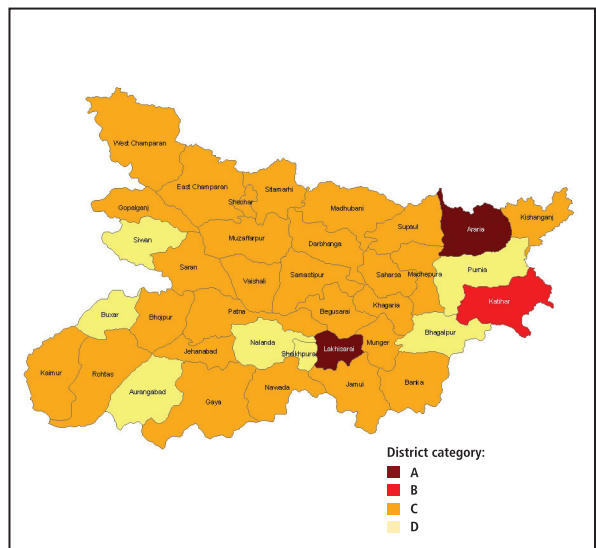 West Champaran
East Champaran
Sitamarhi
Sheohar
Gopalganj
Madhubani
Kishanganj
Supaul
Araria
Siwan
Muzaffarpur
Darbhanga
Saran
Vaishali
Samastipur
Saharsa
Madhepura
Purnia
Katihar
Buxar
Bhojpur
Patna
Begusarai
Khagaria
Bhagalpur
Nalanda
Sheikhpura
Lakhisarai
Munger
Jehanabad
Kaimur
Rohtas
Aurangabad
Gaya
Nawada
Jamui
Banka
District category:
A
B
C
D